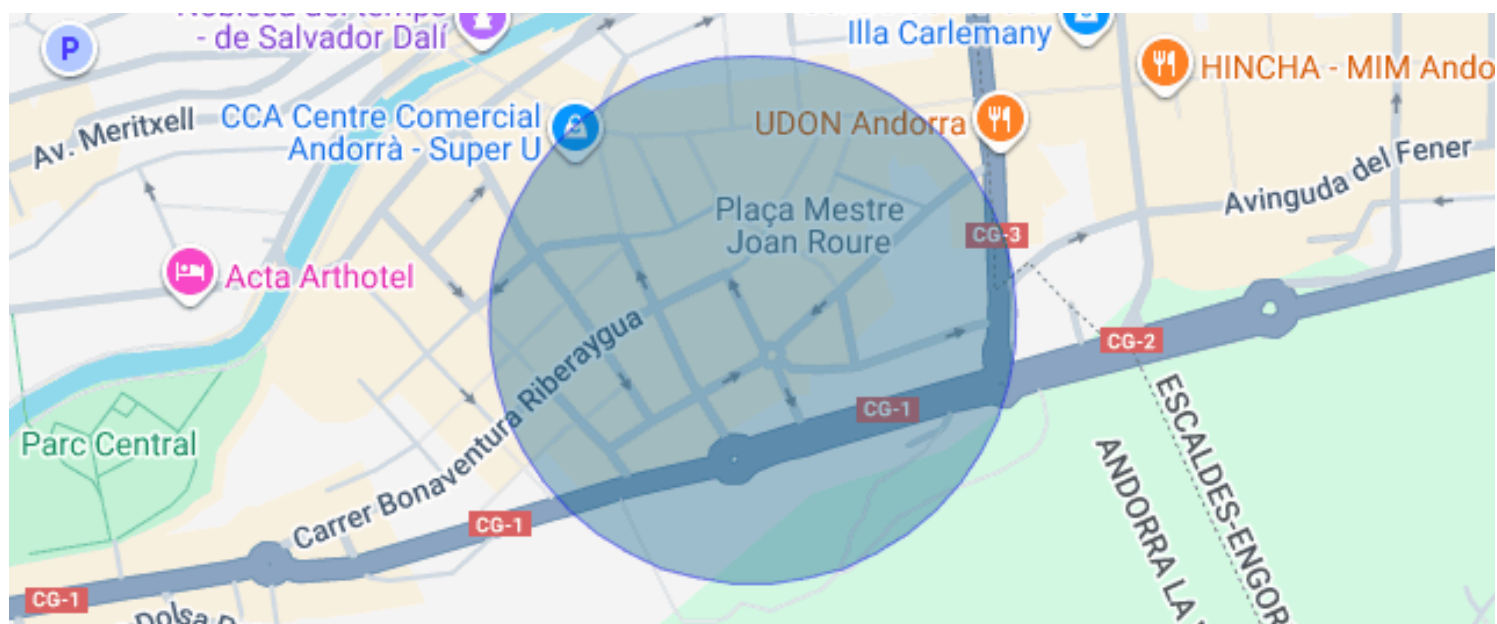 - de Salvador Dalí
P
Illa Carlemany
HINCHA - MIM Ando
CCA Centre Comercial
Andorrà - Super U
UDON Andorra
Av. Meritxell
Avinguda del Fener
Plaça Mestre
Joan Roure
CG-3
Acta Arthotel
CG-2
Carrer Bonaventura Riberaygua
CG-1
Parc Central
ESCALDES-ENGOR
ANDORRA LA
CG-1
CG-1